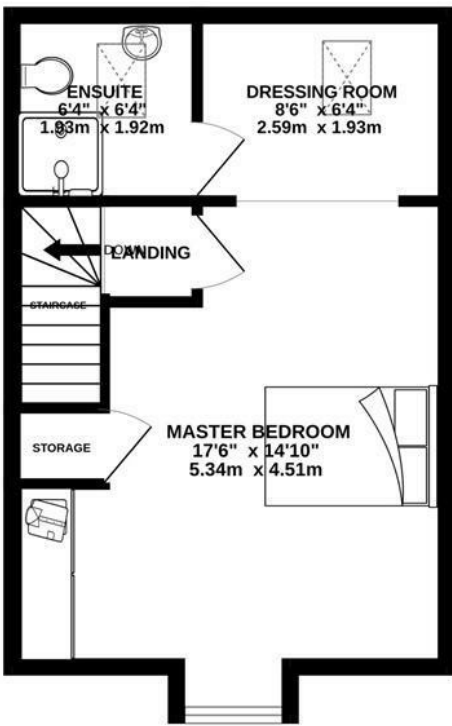 ENSUITE
6'4" x 6'4"
1.93m x 1.92m
DRESSING ROOM
8'6" x 6'4"
2.59m x 1.93m
DOWN
LANDING
STAIRCASE
STORAGE
MASTER BEDROOM
17'6" x 14'10"
5.34m x 4.51m